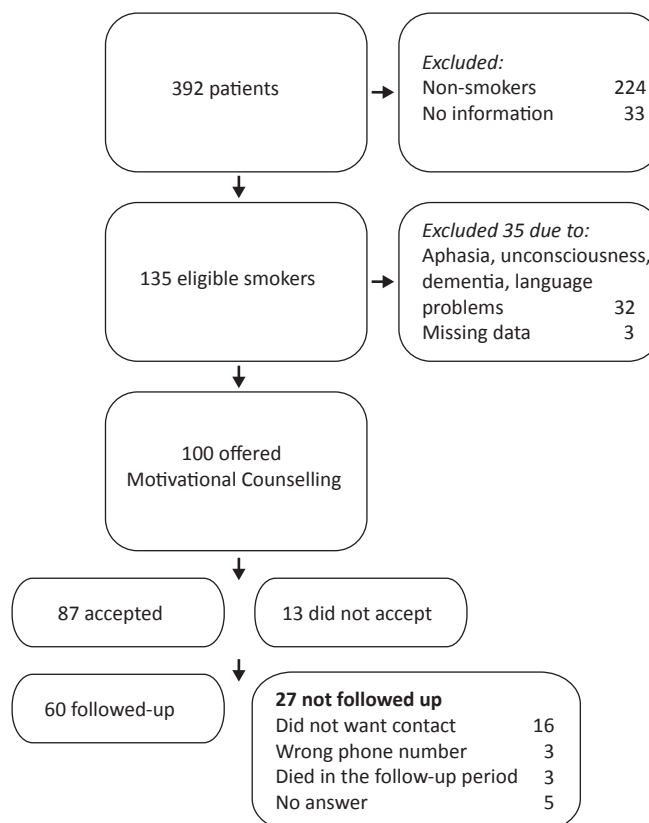 392 patients
Excluded:
Non-smokers 224
No information 33
135 eligible smokers
Excluded 35 due to:
Aphasia, unconsciousness,
dementia, language
problems 32
Missing data 3
100 offered
Motivational Counselling
87 accepted
13 did not accept
60 followed-up
27 not followed up
Did not want contact 16
Wrong phone number 3
Died in the follow-up period 3
No answer 5